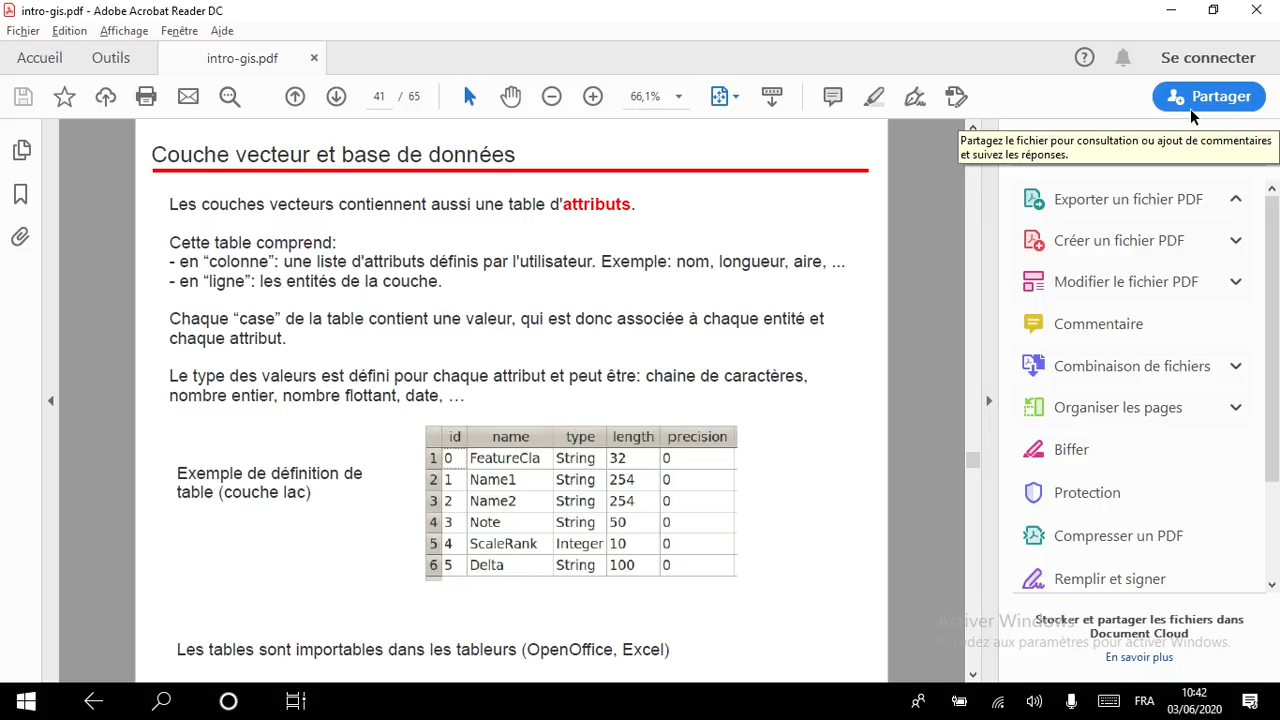 intro-gis.pdf - Adobe Acrobat Reader DC
Fichier Edition Affichage Fenêtre Aide
Accueil Outils intro-gis.pdf × Se connecter
41 / 65 66,1% Partager
Partagez le fichier pour consultation ou ajout de commentaires
et suivez les réponses.
Couche vecteur et base de données
Les couches vecteurs contiennent aussi une table d'attributs.
Cette table comprend:
- en “colonne”: une liste d'attributs définis par l'utilisateur. Exemple: nom, longueur, aire, ...
- en “ligne”: les entités de la couche.
Chaque “case” de la table contient une valeur, qui est donc associée à chaque entité et
chaque attribut.
Le type des valeurs est défini pour chaque attribut et peut être: chaine de caractères,
nombre entier, nombre flottant, date, …
id name type length precision
1 0 FeatureCla String 32 0
2 1 Name1 String 254 0
3 2 Name2 String 254 0
4 3 Note String 50 0
5 4 ScaleRank Integer 10 0
6 5 Delta String 100 0
Exemple de définition de
table (couche lac)
Les tables sont importables dans les tableurs (OpenOffice, Excel)
Exporter un fichier PDF
Créer un fichier PDF
Modifier le fichier PDF
Commentaire
Combinaison de fichiers
Organiser les pages
Biffer
Protection
Compresser un PDF
Remplir et signer
Activer Windows
Accédez aux paramètres pour activer Windows.
Stocker et partager les fichiers dans
Document Cloud
En savoir plus
FRA
10:42
03/06/2020